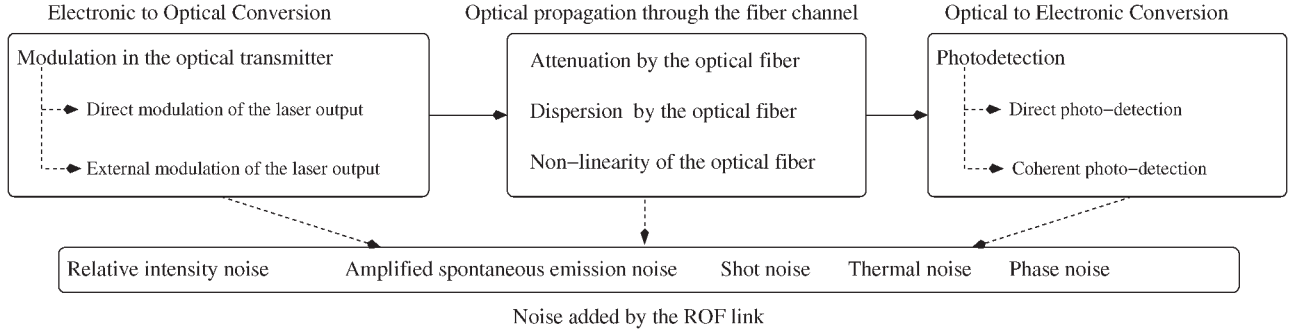 Electronic to Optical Conversion
Modulation in the optical transmitter
Direct modulation of the laser output
External modulation of the laser output
Optical propagation through the fiber channel
Attenuation by the optical fiber
Dispersion by the optical fiber
Non−linearity of the optical fiber
Optical to Electronic Conversion
Photodetection
Direct photo−detection
Coherent photo−detection
Relative intensity noise Amplified spontaneous emission noise Shot noise Thermal noise Phase noise
Noise added by the ROF link